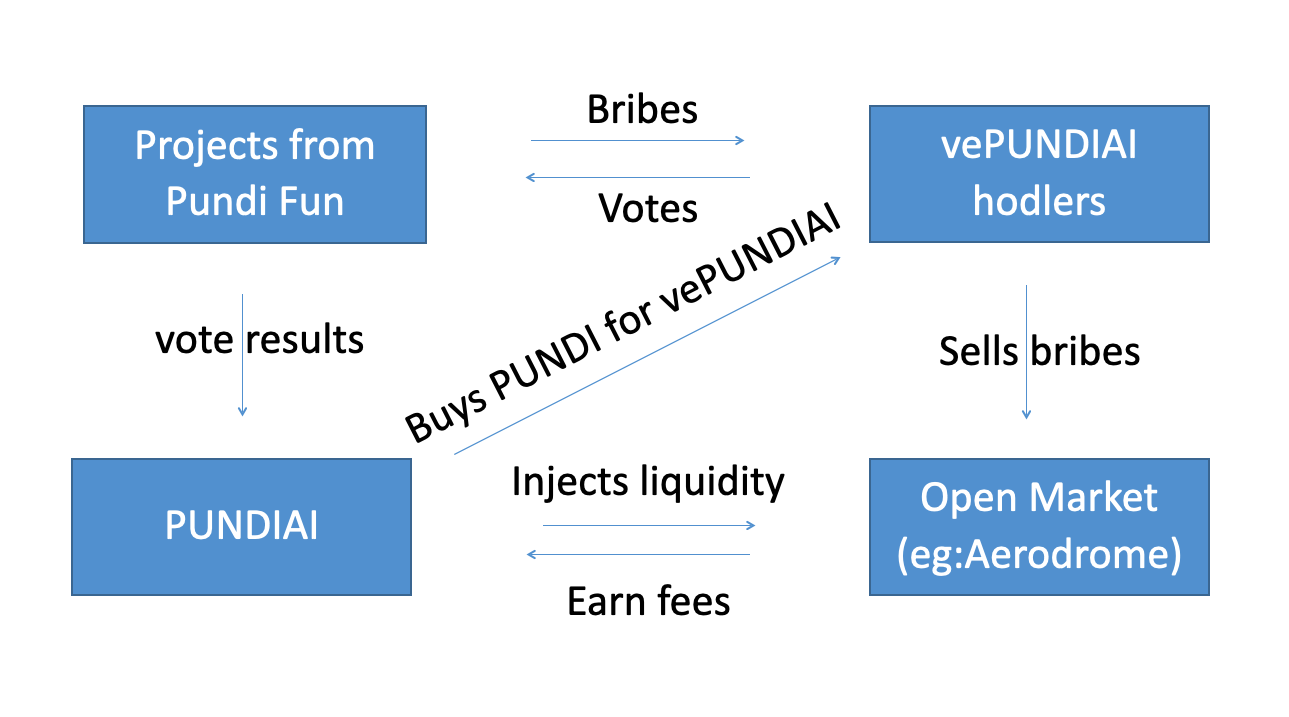 Bribes
Projects from
Pundi Fun
vePUNDIAI
hodlers
Votes
Buys PUNDI for vePUNDIAI
vote results
Sells bribes
Injects liquidity
PUNDIAI
Open Market
(eg:Aerodrome)
Earn fees